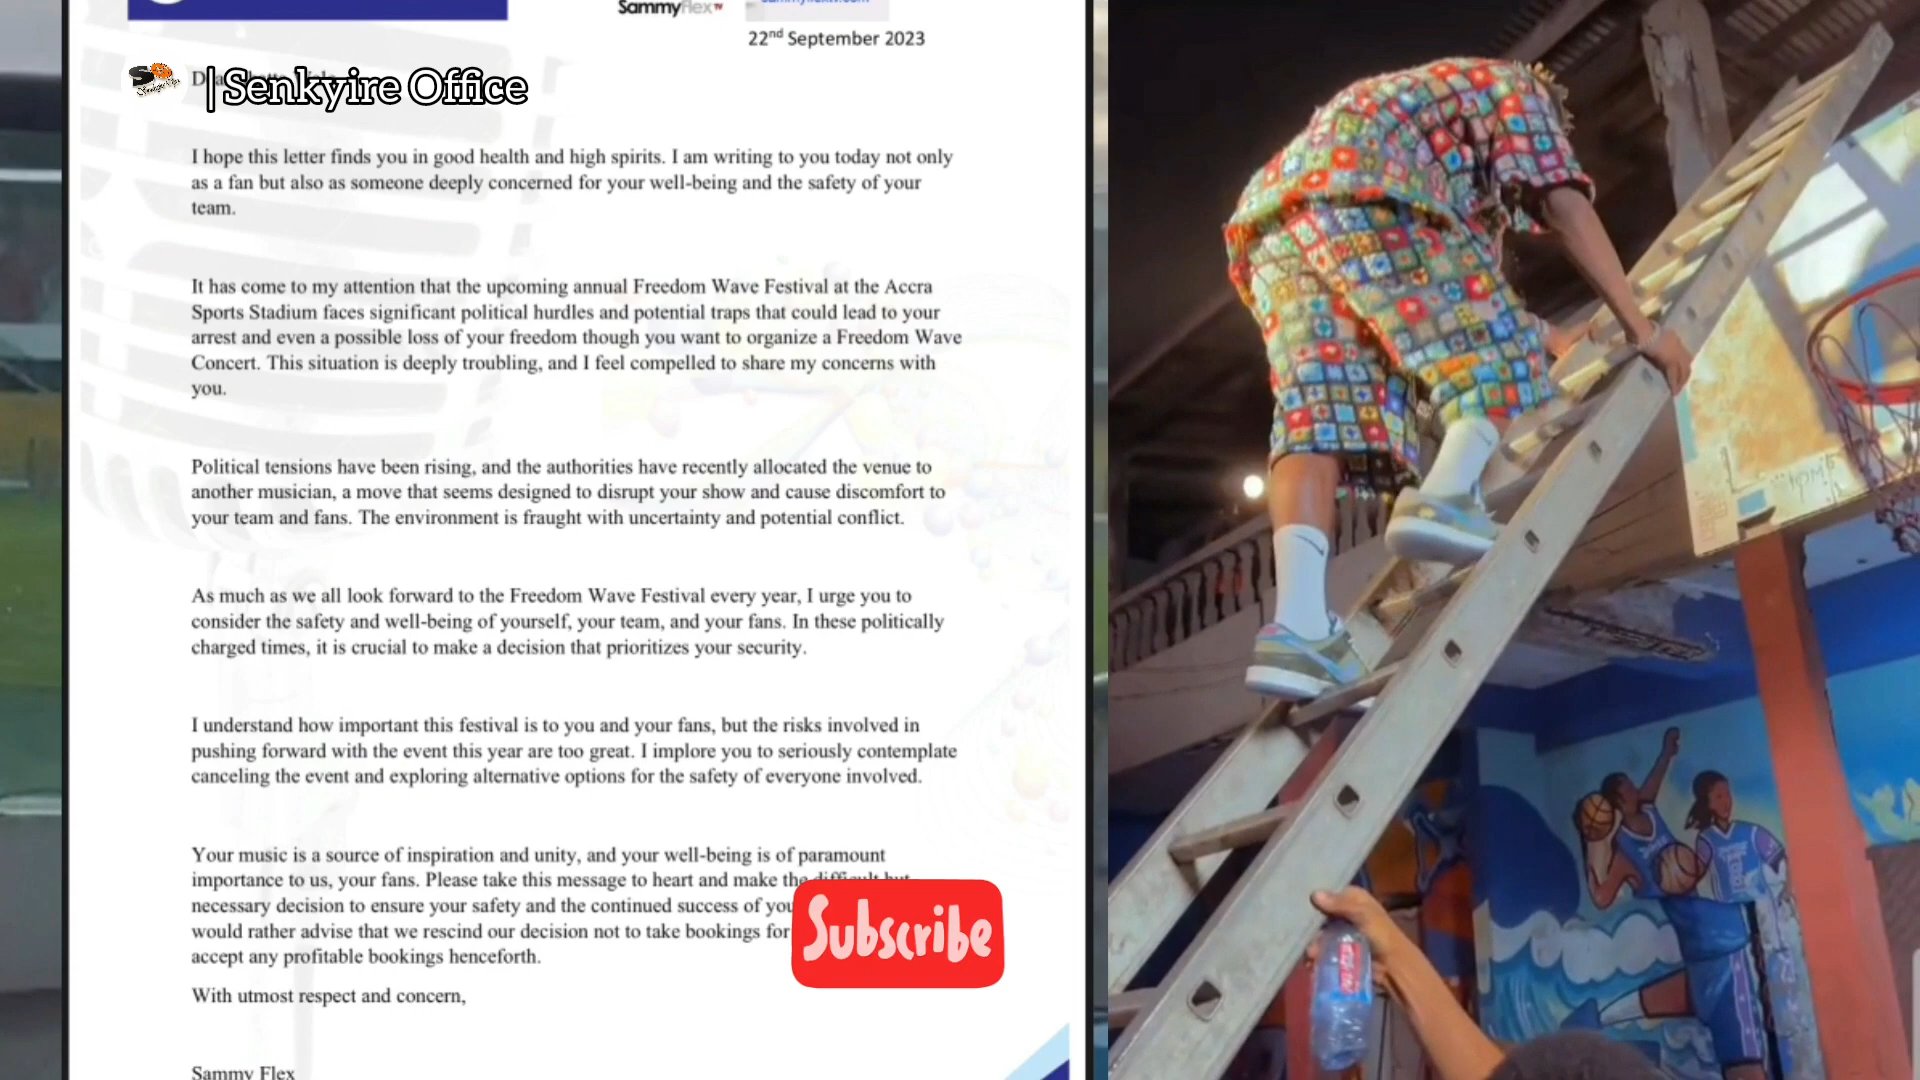 SammyFlex TV
22nd September 2023
|Senkyire Office
I hope this letter finds you in good health and high spirits. I am writing to you today not only
as a fan but also as someone deeply concerned for your well-being and the safety of your
team.
It has come to my attention that the upcoming annual Freedom Wave Festival at the Accra
Sports Stadium faces significant political hurdles and potential traps that could lead to your
arrest and even a possible loss of your freedom though you want to organize a Freedom Wave
Concert. This situation is deeply troubling, and I feel compelled to share my concerns with
you.
Political tensions have been rising, and the authorities have recently allocated the venue to
another musician, a move that seems designed to disrupt your show and cause discomfort to
your team and fans. The environment is fraught with uncertainty and potential conflict.
As much as we all look forward to the Freedom Wave Festival every year, I urge you to
consider the safety and well-being of yourself, your team, and your fans. In these politically
charged times, it is crucial to make a decision that prioritizes your security.
I understand how important this festival is to you and your fans, but the risks involved in
pushing forward with the event this year are too great. I implore you to seriously contemplate
canceling the event and exploring alternative options for the safety of everyone involved.
Your music is a source of inspiration and unity, and your well-being is of paramount
importance to us, your fans. Please take this message to heart and make the difficult but
necessary decision to ensure your safety and the continued success of
would rather advise that we rescind our decision not to take bookings for
accept any profitable bookings henceforth.
Subscribe
With utmost respect and concern,
Sammy Flex